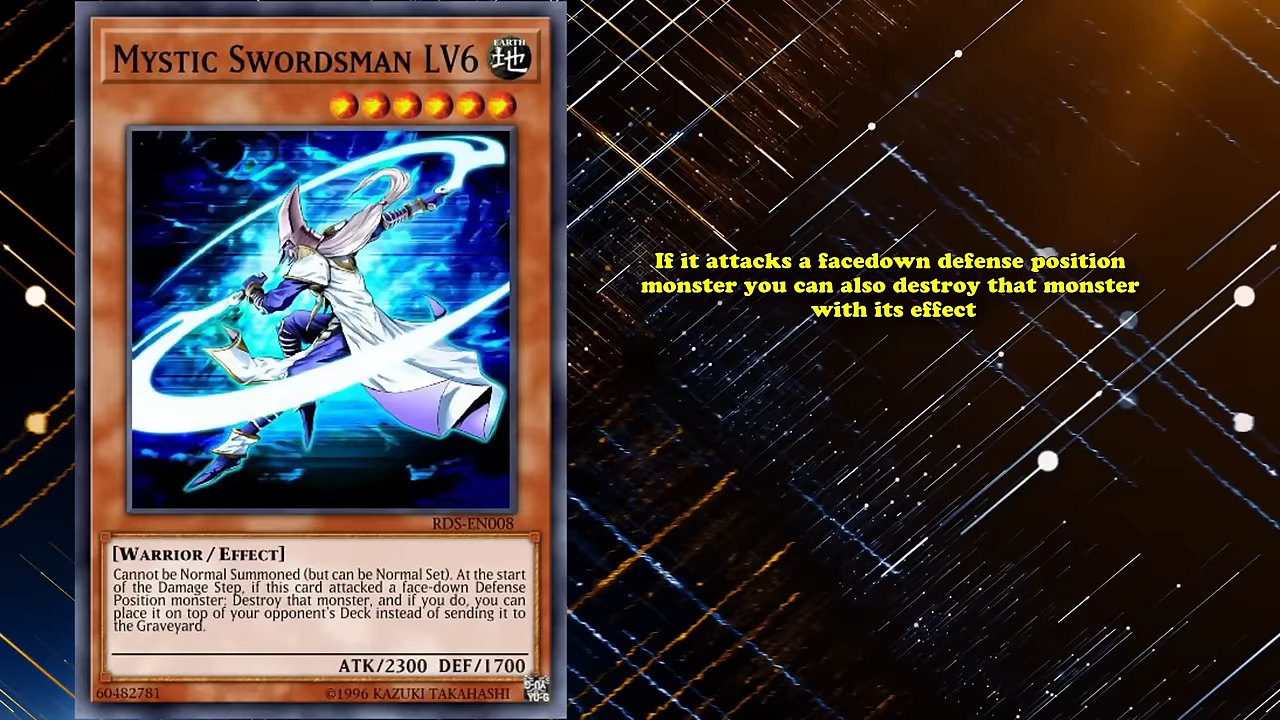 MYSTIC SWORDSMAN LV6
EARTH
地
RDS-EN008
[WARRIOR / EFFECT]
Cannot be Normal Summoned (but can be Normal Set). At the start
of the Damage Step, if this card attacked a face-down Defense
Position monster: Destroy that monster, and if you do, you can
place it on top of your opponent's Deck instead of sending it to
the Graveyard.
ATK/2300 DEF/1700
60482781
©1996 KAZUKI TAKAHASHI
If it attacks a facedown defense position
monster you can also destroy that monster
with its effect